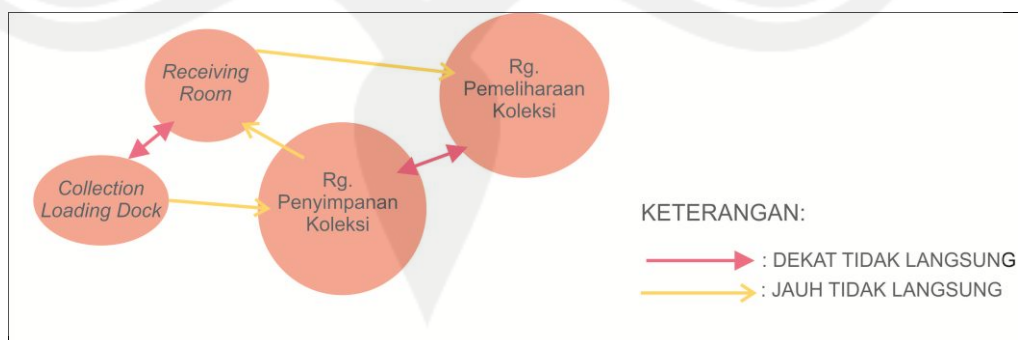 Receiving
Room
Rg.
Pemeliharaan
Koleksi
Collection
Loading Dock
Rg.
Penyimpanan
Koleksi
KETERANGAN:
: DEKAT TIDAK LANGSUNG
: JAUH TIDAK LANGSUNG